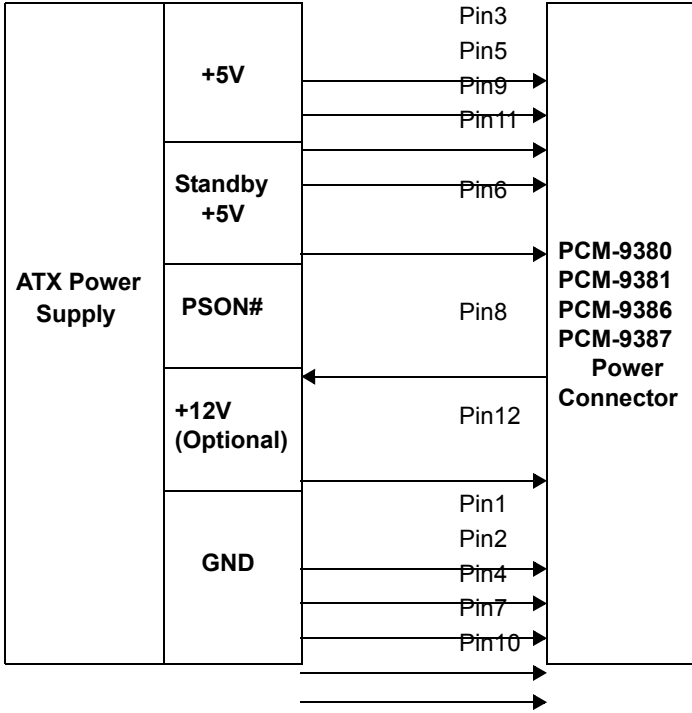 Pin3
Pin5
+5V
Pin9
Pin11
Standby
+5V
Pin6
ATX Power
Supply
PSON#
Pin8
PCM-9380
PCM-9381
PCM-9386
PCM-9387
Power
Connector
+12V
(Optional)
Pin12
Pin1
Pin2
GND
Pin4
Pin7
Pin10